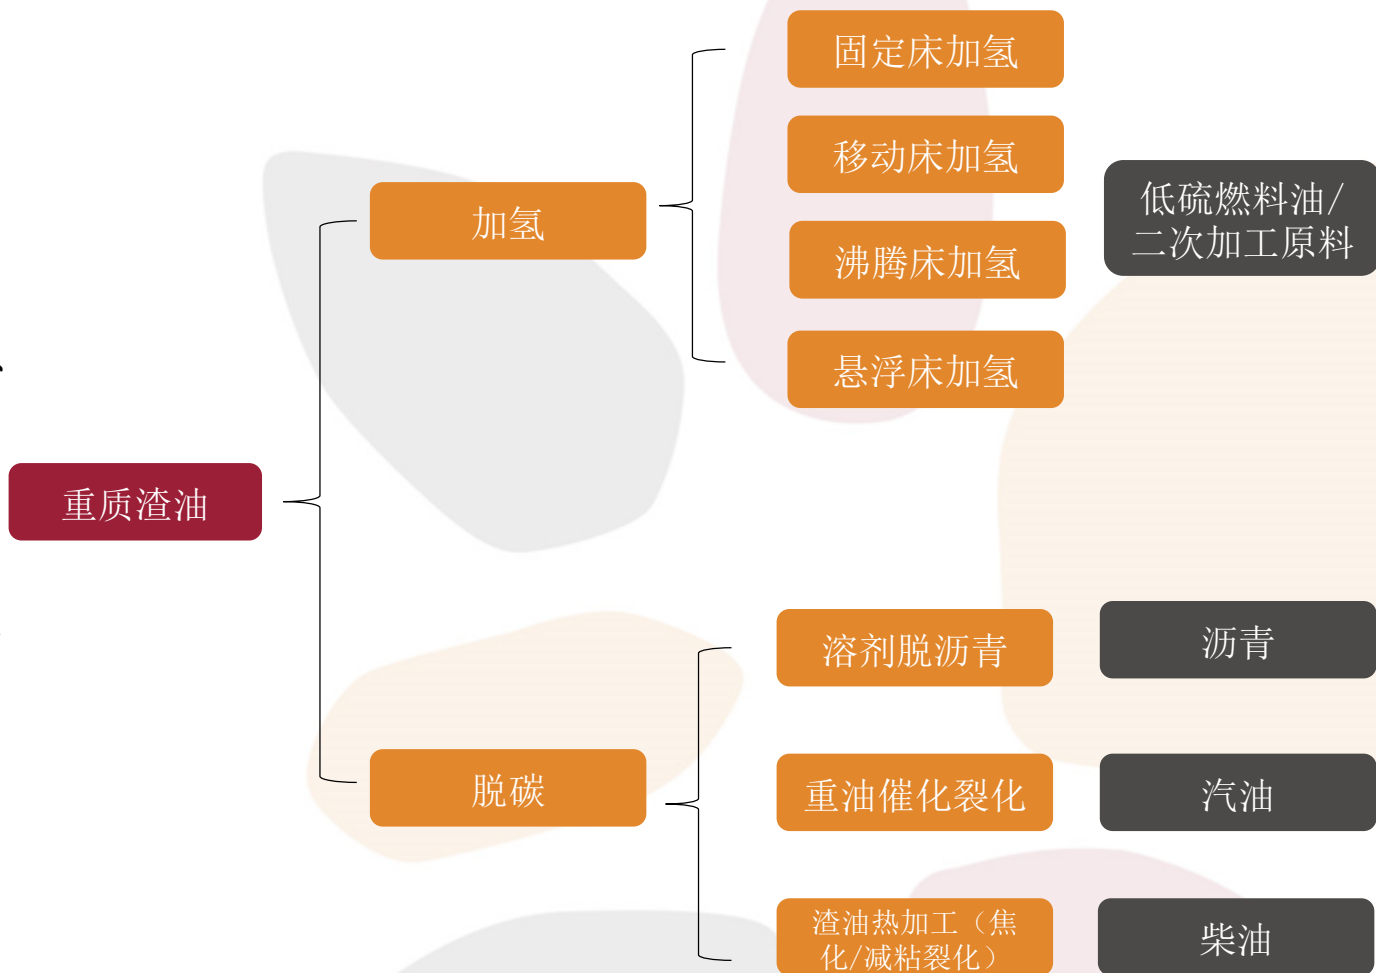 固定床加氢
移动床加氢
加氢
低硫燃料油/
二次加工原料
沸腾床加氢
悬浮床加氢
重质渣油
溶剂脱沥青
沥青
脱碳
重油催化裂化
汽油
渣油热加工（焦
化/减粘裂化）
柴油